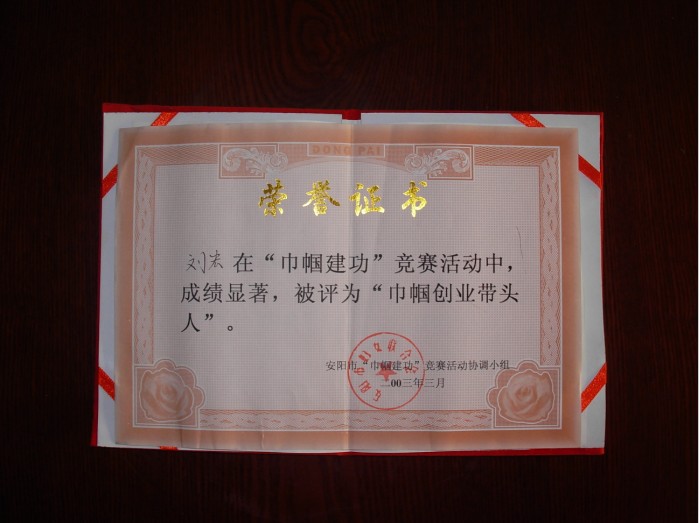 DONG PAI
荣誉证书
刘宏在“巾帼建功”竞赛活动中，
成绩显著，被评为“巾帼创业带头
人”。
安阳市“巾帼建功”竞赛活动协调小组
二00三年三月